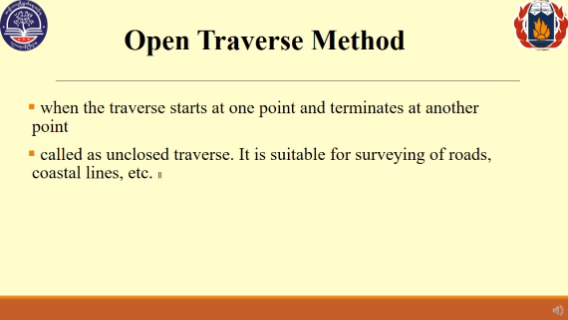 Open Traverse Method
when the traverse starts at one point and terminates at another
point
called as unclosed traverse. It is suitable for surveying of roads,
coastal lines, etc.